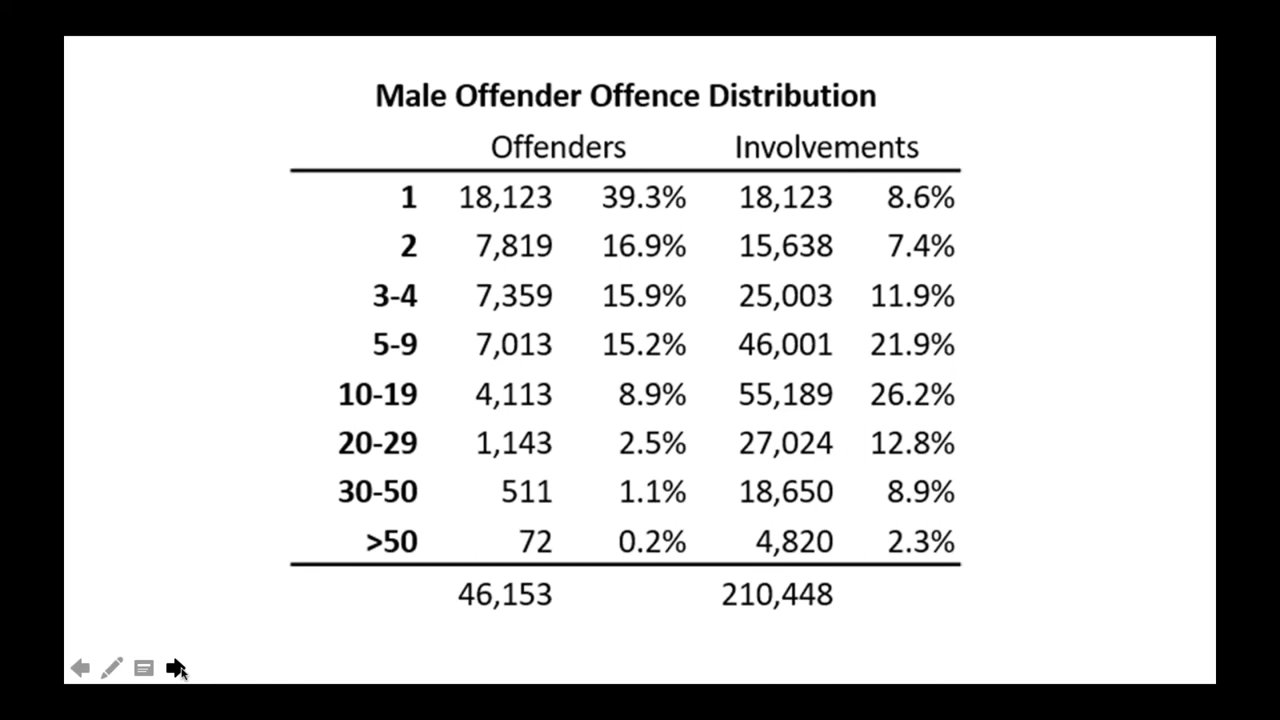 Male Offender Offence Distribution
Offenders Involvements
1 18,123 39.3% 18,123 8.6%
2 7,819 16.9% 15,638 7.4%
3-4 7,359 15.9% 25,003 11.9%
5-9 7,013 15.2% 46,001 21.9%
10-19 4,113 8.9% 55,189 26.2%
20-29 1,143 2.5% 27,024 12.8%
30-50 511 1.1% 18,650 8.9%
>50 72 0.2% 4,820 2.3%
46,153 210,448